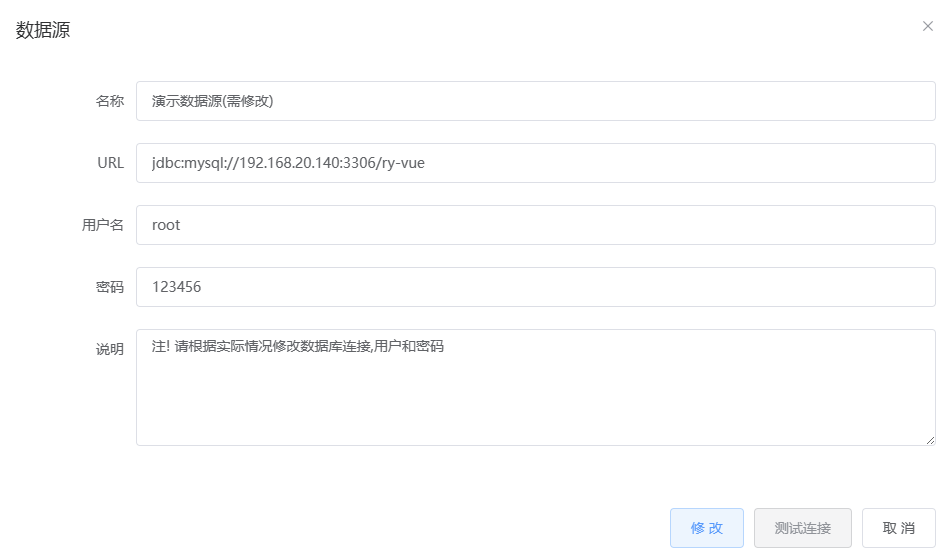 数据源
名称 演示数据源(需修改)
URL jdbc:mysql://192.168.20.140:3306/ry-vue
用户名 root
密码 123456
说明 注! 请根据实际情况修改数据库连接,用户和密码
修 改 测试连接 取 消